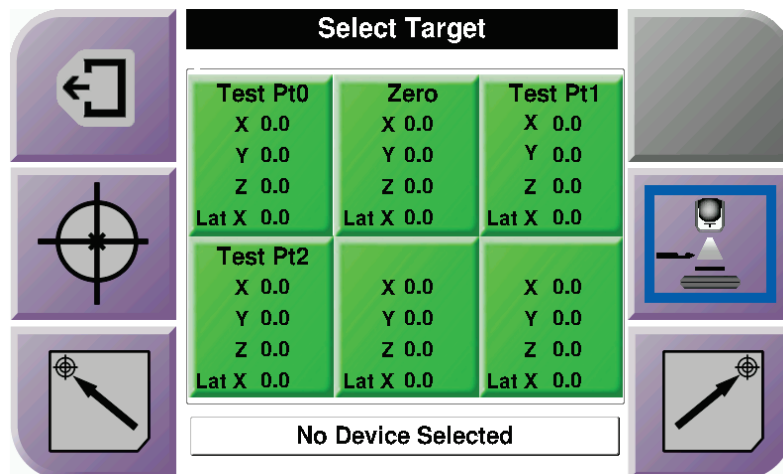 Select Target
Test Pt0 Zero Test Pt1
X 0.0 X 0.0 X 0.0
Y 0.0 Y 0.0 Y 0.0
Z 0.0 Z 0.0 Z 0.0
Lat X 0.0 Lat X 0.0 Lat X 0.0
Test Pt2
X 0.0 X 0.0 X 0.0
Y 0.0 Y 0.0 Y 0.0
Z 0.0 Z 0.0 Z 0.0
Lat X 0.0 Lat X 0.0 Lat X 0.0
No Device Selected